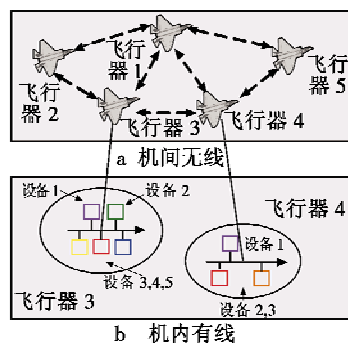 飞行
器 1
飞行
器 2
飞行
器 5
飞行器 3
飞行器 4
a 机间无线
设备1
设备 2
飞行器 4
设备1
设备 3,4,5
飞行器 3
设备 2,3
b 机内有线